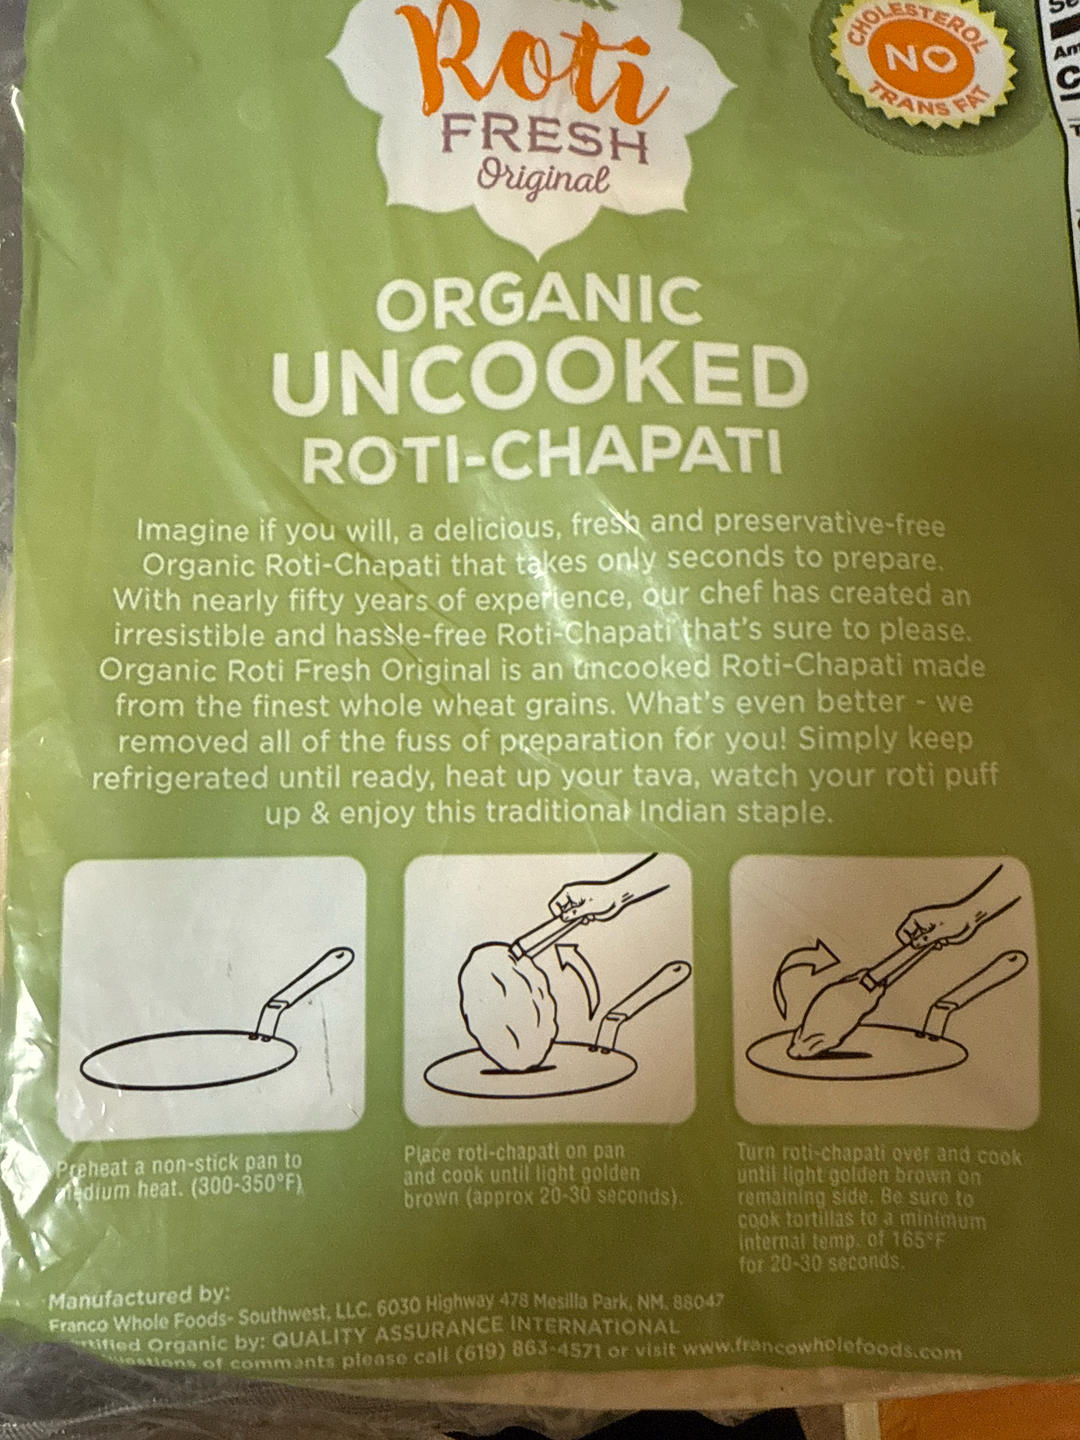 Roti
FRESH
Original
CHOLESTEROL
NO
TRANS FAT
ORGANIC
UNCOOKED
ROTI-CHAPATI
Imagine if you will, a delicious, fresh and preservative-free
Organic Roti-Chapati that takes only seconds to prepare.
With nearly fifty years of experience, our chef has created an
irresistible and hassle-free Roti-Chapati that's sure to please.
Organic Roti Fresh Original is an uncooked Roti-Chapati made
from the finest whole wheat grains. What's even better - we
removed all of the fuss of preparation for you! Simply keep
refrigerated until ready, heat up your tava, watch your roti puff
up & enjoy this traditional Indian staple.
Preheat a non-stick pan to
medium heat. (300-350°F)
Place roti-chapati on pan
and cook until light golden
brown (approx 20-30 seconds).
Turn roti-chapati over and cook
until light golden brown on
remaining side. Be sure to
cook tortillas to a minimum
internal temp. of 165°F
for 20-30 seconds.
Manufactured by:
Franco Whole Foods- Southwest, LLC. 6030 Highway 478 Mesilla Park, NM. 88047
Organic by: QUALITY ASSURANCE INTERNATIONAL
of comments please call (619) 863-4571 or visit www.francowholefoods.com